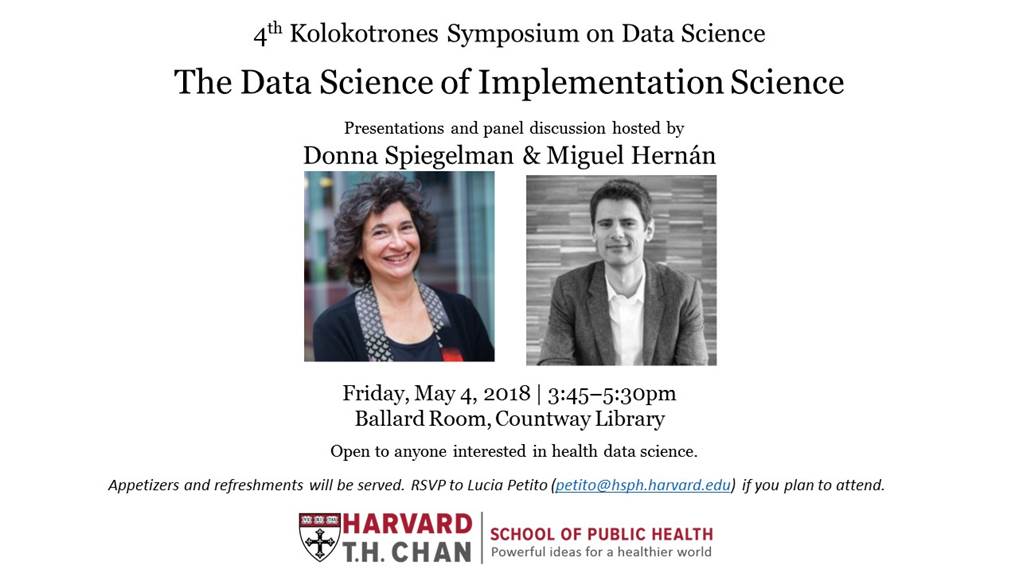 4th Kolokotrones Symposium on Data Science
The Data Science of Implementation Science
Presentations and panel discussion hosted by
Donna Spiegelman & Miguel Hernán
Friday, May 4, 2018 | 3:45–5:30pm
Ballard Room, Countway Library
Open to anyone interested in health data science.
Appetizers and refreshments will be served. RSVP to Lucia Petito (petito@hsph.harvard.edu) if you plan to attend.
HARVARD
T.H. CHAN
SCHOOL OF PUBLIC HEALTH
Powerful ideas for a healthier world